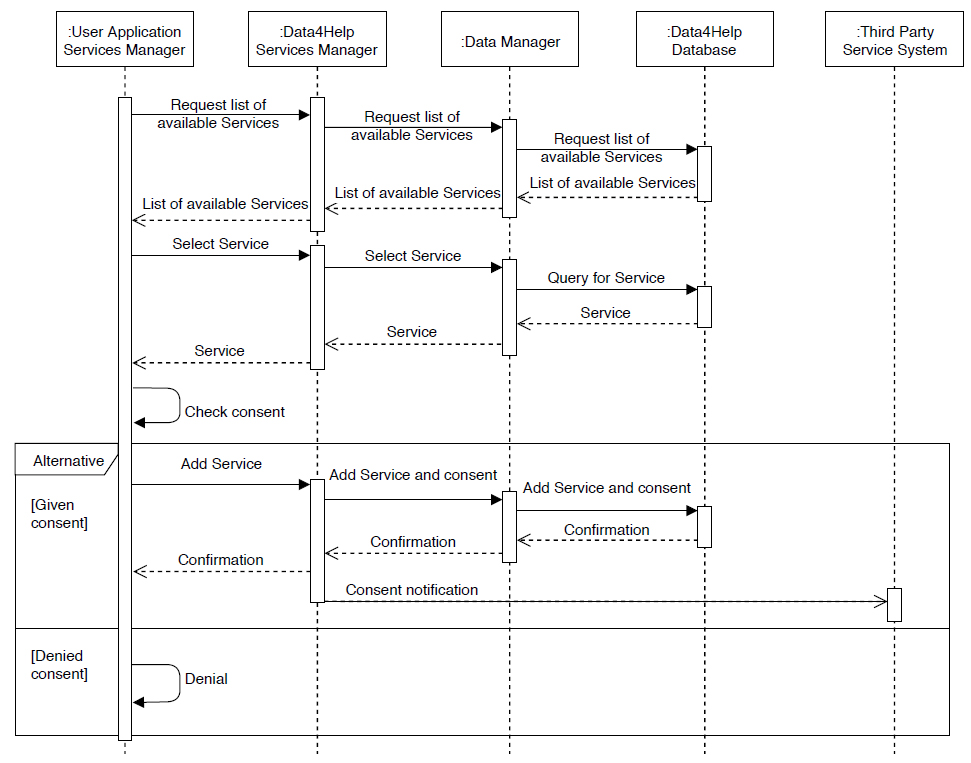 :User Application
Services Manager
:Data4Help
Services Manager
:Data Manager
:Data4Help
Database
:Third Party
Service System
Request list of
available Services
Request list of
available Services
Request list of
available Services
List of available Services
List of available Services
List of available Services
Select Service
Select Service
Query for Service
Service
Service
Service
Check consent
Alternative
Add Service
Add Service and consent
Add Service and consent
[Given
consent]
Confirmation
Confirmation
Confirmation
Consent notification
[Denied
consent]
Denial